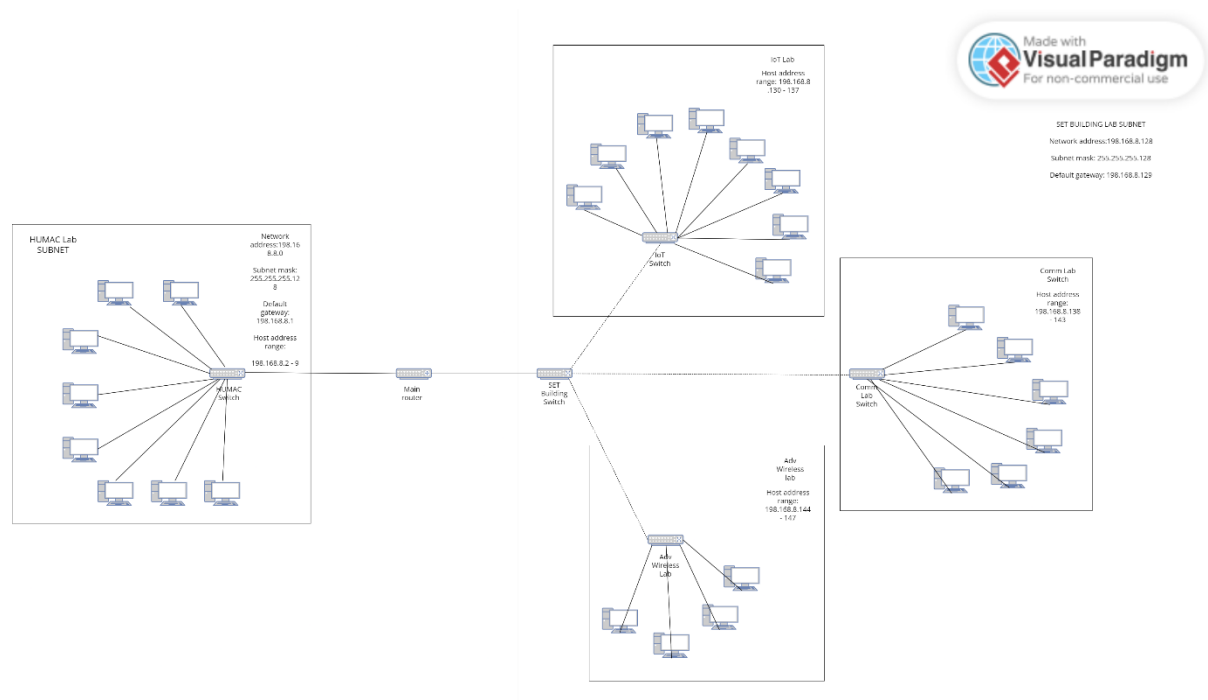 Made with
Visual Paradigm
For non-commercial use
IoT Lab
Host address
range: 198.168.8
.130 - 137
SET BUILDING LAB SUBNET
Network address:198.168.8.128
Subnet mask: 255.255.255.128
Default gateway: 198.168.8.129
HUMAC Lab
SUBNET
Network
address:198.16
8.8.0
Subnet mask:
255.255.255.12
8
Default
gateway:
198.168.8.1
Host address
range:
198.168.8.2 - 9
IoT
Switch
Comm Lab
Switch
Host address
range:
198.168.8.138
- 143
HUMAC
Switch
Main
router
SET
Building
Switch
Comm
Lab
Switch
Adv
Wireless
lab
Host address
range:
198.168.8.144
- 147
Adv
Wireless
Lab